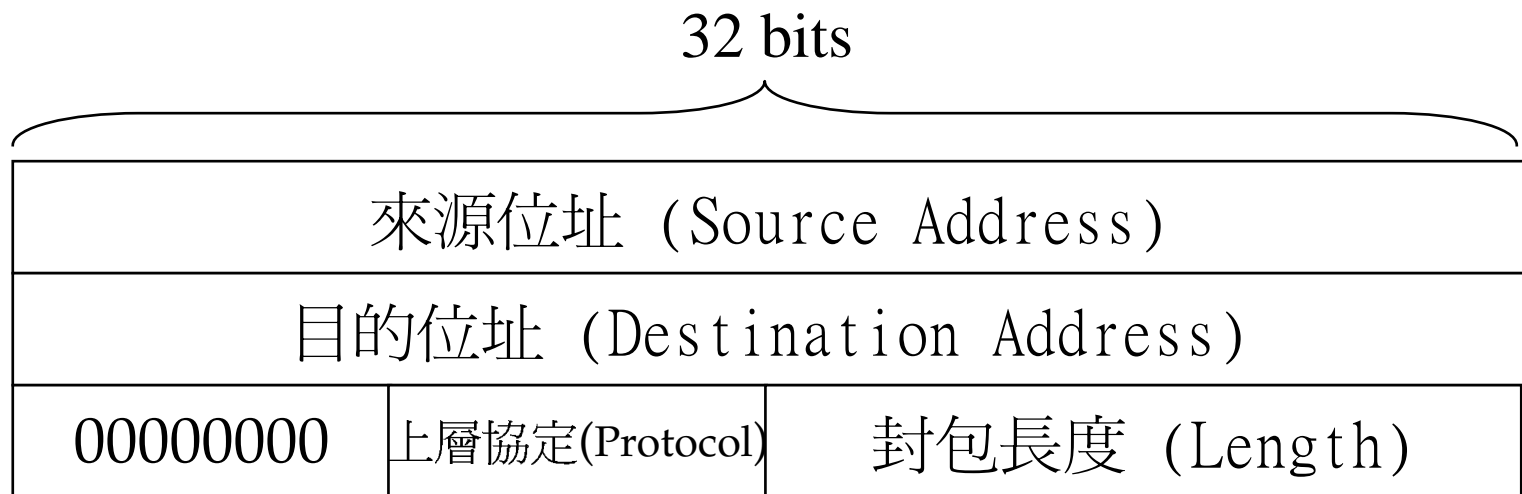 32 bits
來源位址 (Source Address)
目的位址 (Destination Address)
00000000 上層協定(Protocol) 封包長度 (Length)